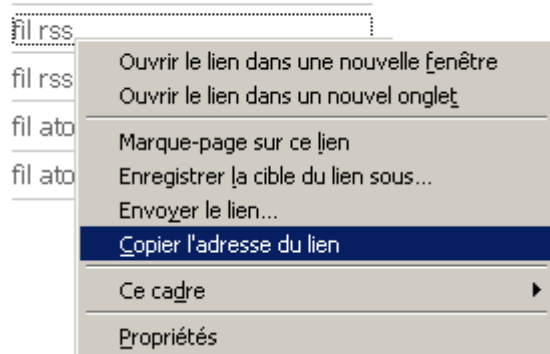 fil rss
fil rss
fil ato
fil ato
Ouvrir le lien dans une nouvelle fenêtre
Ouvrir le lien dans un nouvel onglet
Marque-page sur ce lien
Enregistrer la cible du lien sous...
Envoyer le lien...
Copier l'adresse du lien
Ce cadre
Propriétés